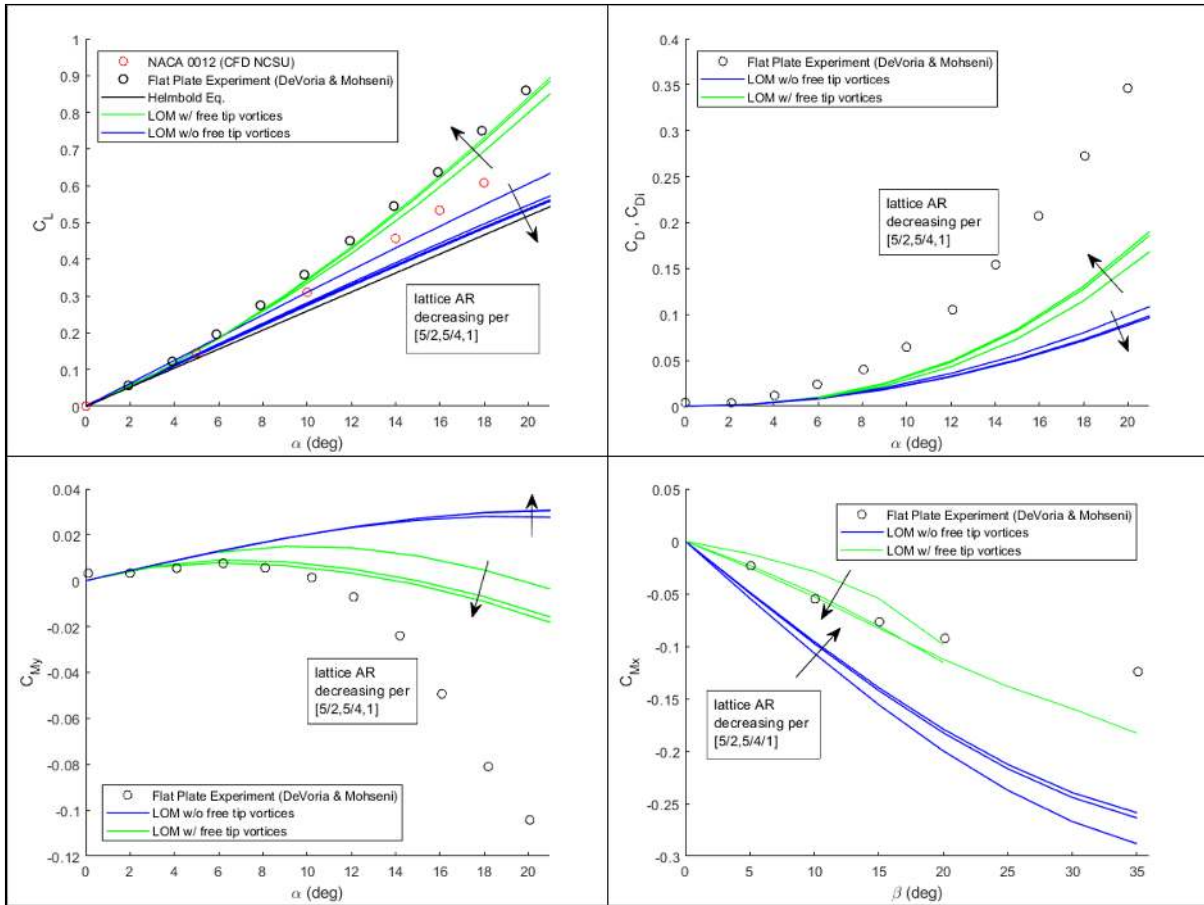 NACA 0012 (CFD NCSU)
Flat Plate Experiment (DeVoria & Mohseni)
Helmbold Eq.
LOM w/ free tip vortices
LOM w/o free tip vortices
lattice AR
decreasing per
[5/2,5/4,1]
C_L
1
0.9
0.8
0.7
0.6
0.5
0.4
0.3
0.2
0.1
0
0 2 4 6 8 10 12 14 16 18 20
α (deg)
Flat Plate Experiment (DeVoria & Mohseni)
LOM w/o free tip vortices
LOM w/ free tip vortices
lattice AR
decreasing per
[5/2,5/4,1]
C_D , C_Di
0.4
0.35
0.3
0.25
0.2
0.15
0.1
0.05
0
0 2 4 6 8 10 12 14 16 18 20
α (deg)
C_My
0.04
0.02
0
-0.02
-0.04
-0.06
-0.08
-0.1
-0.12
lattice AR
decreasing per
[5/2,5/4,1]
Flat Plate Experiment (DeVoria & Mohseni)
LOM w/o free tip vortices
LOM w/ free tip vortices
0 2 4 6 8 10 12 14 16 18 20
α (deg)
Flat Plate Experiment (DeVoria & Mohseni)
LOM w/o free tip vortices
LOM w/ free tip vortices
C_Mx
0.05
0
-0.05
-0.1
-0.15
-0.2
-0.25
-0.3
lattice AR
decreasing per
[5/2,5/4/1]
0 5 10 15 20 25 30 35
β (deg)